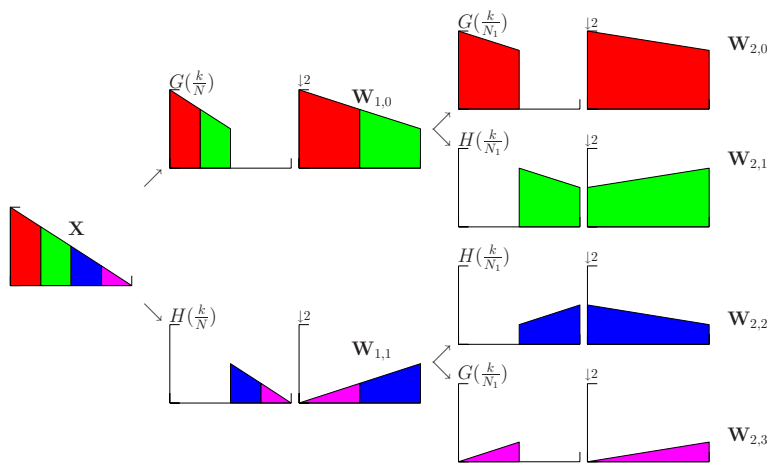 G(k/N₁) ↓2
W₂,₀
G(k/N) ↓2
W₁,₀
H(k/N₁) ↓2
W₂,₁
X
H(k/N₁) ↓2
W₂,₂
H(k/N) ↓2
W₁,₁
G(k/N₁) ↓2
W₂,₃